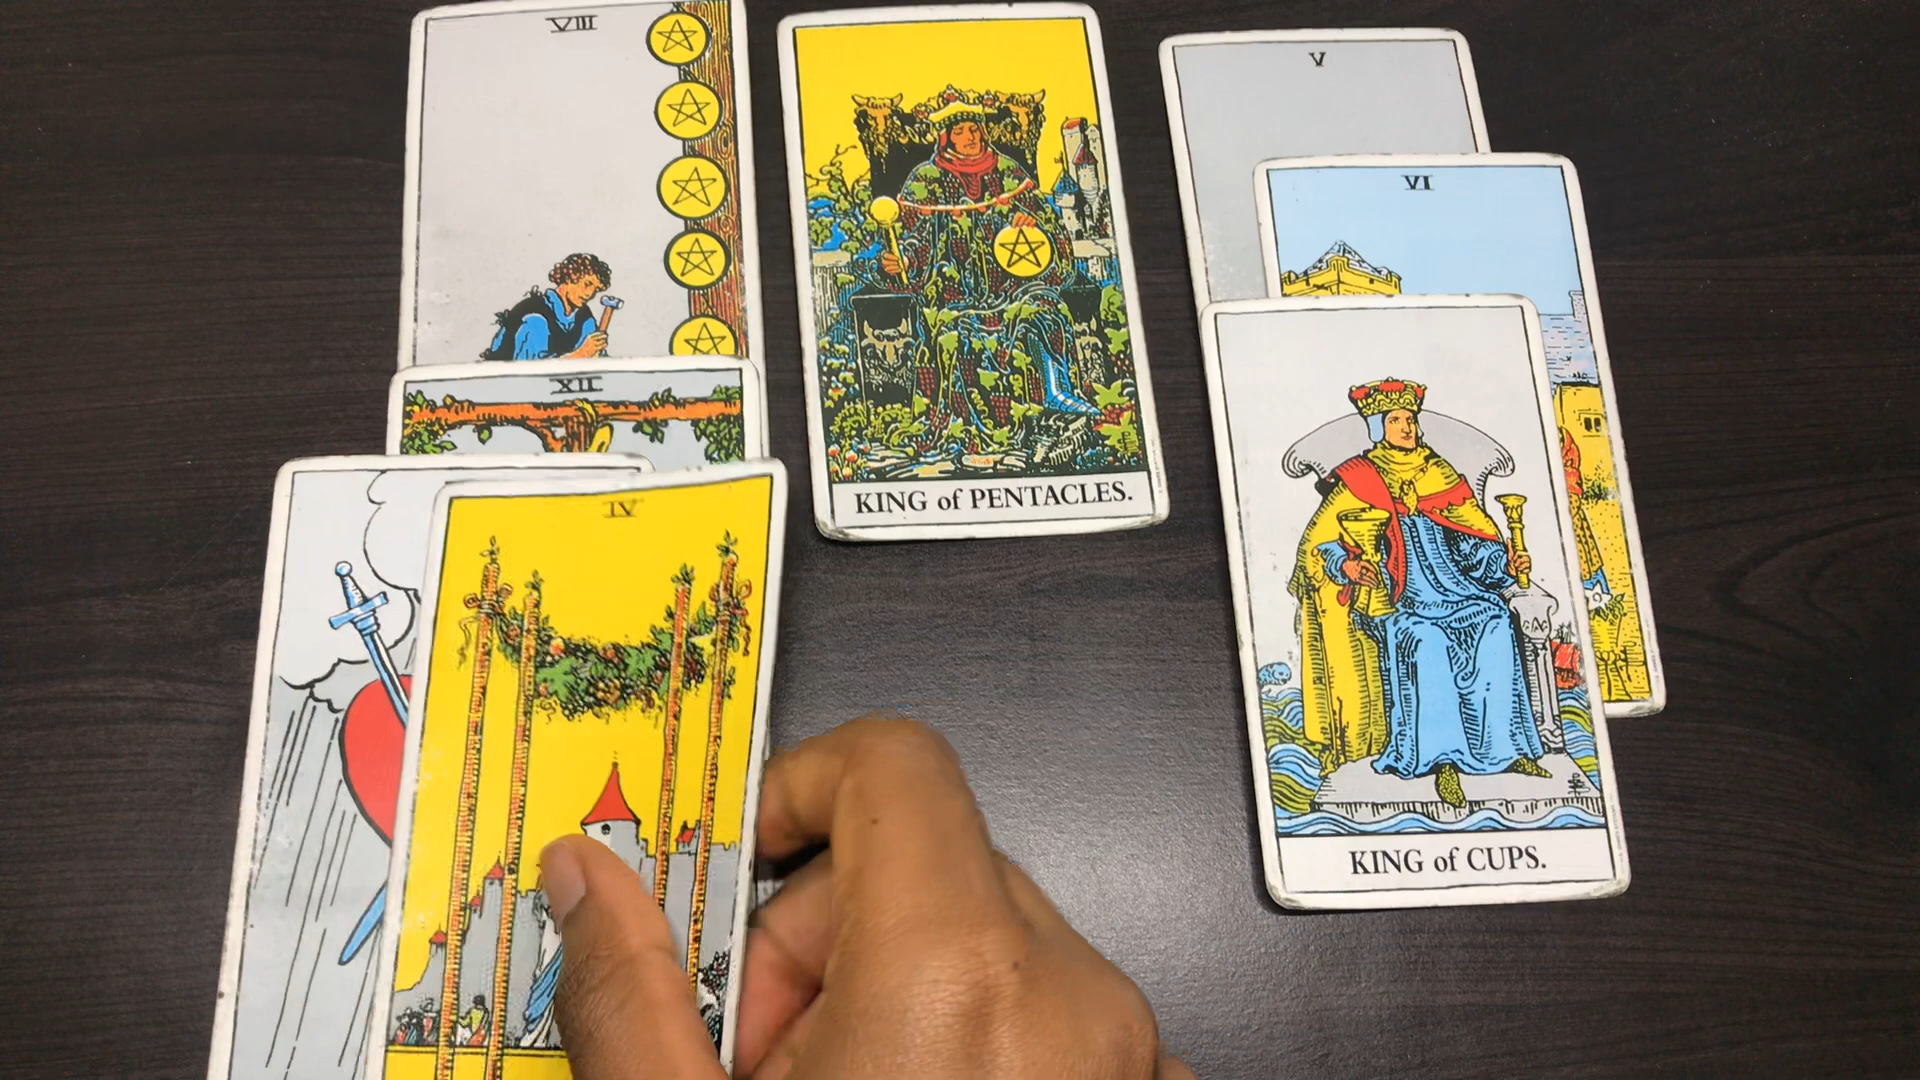 VIII
XII
IV
KING of PENTACLES.
V
VI
KING of CUPS.